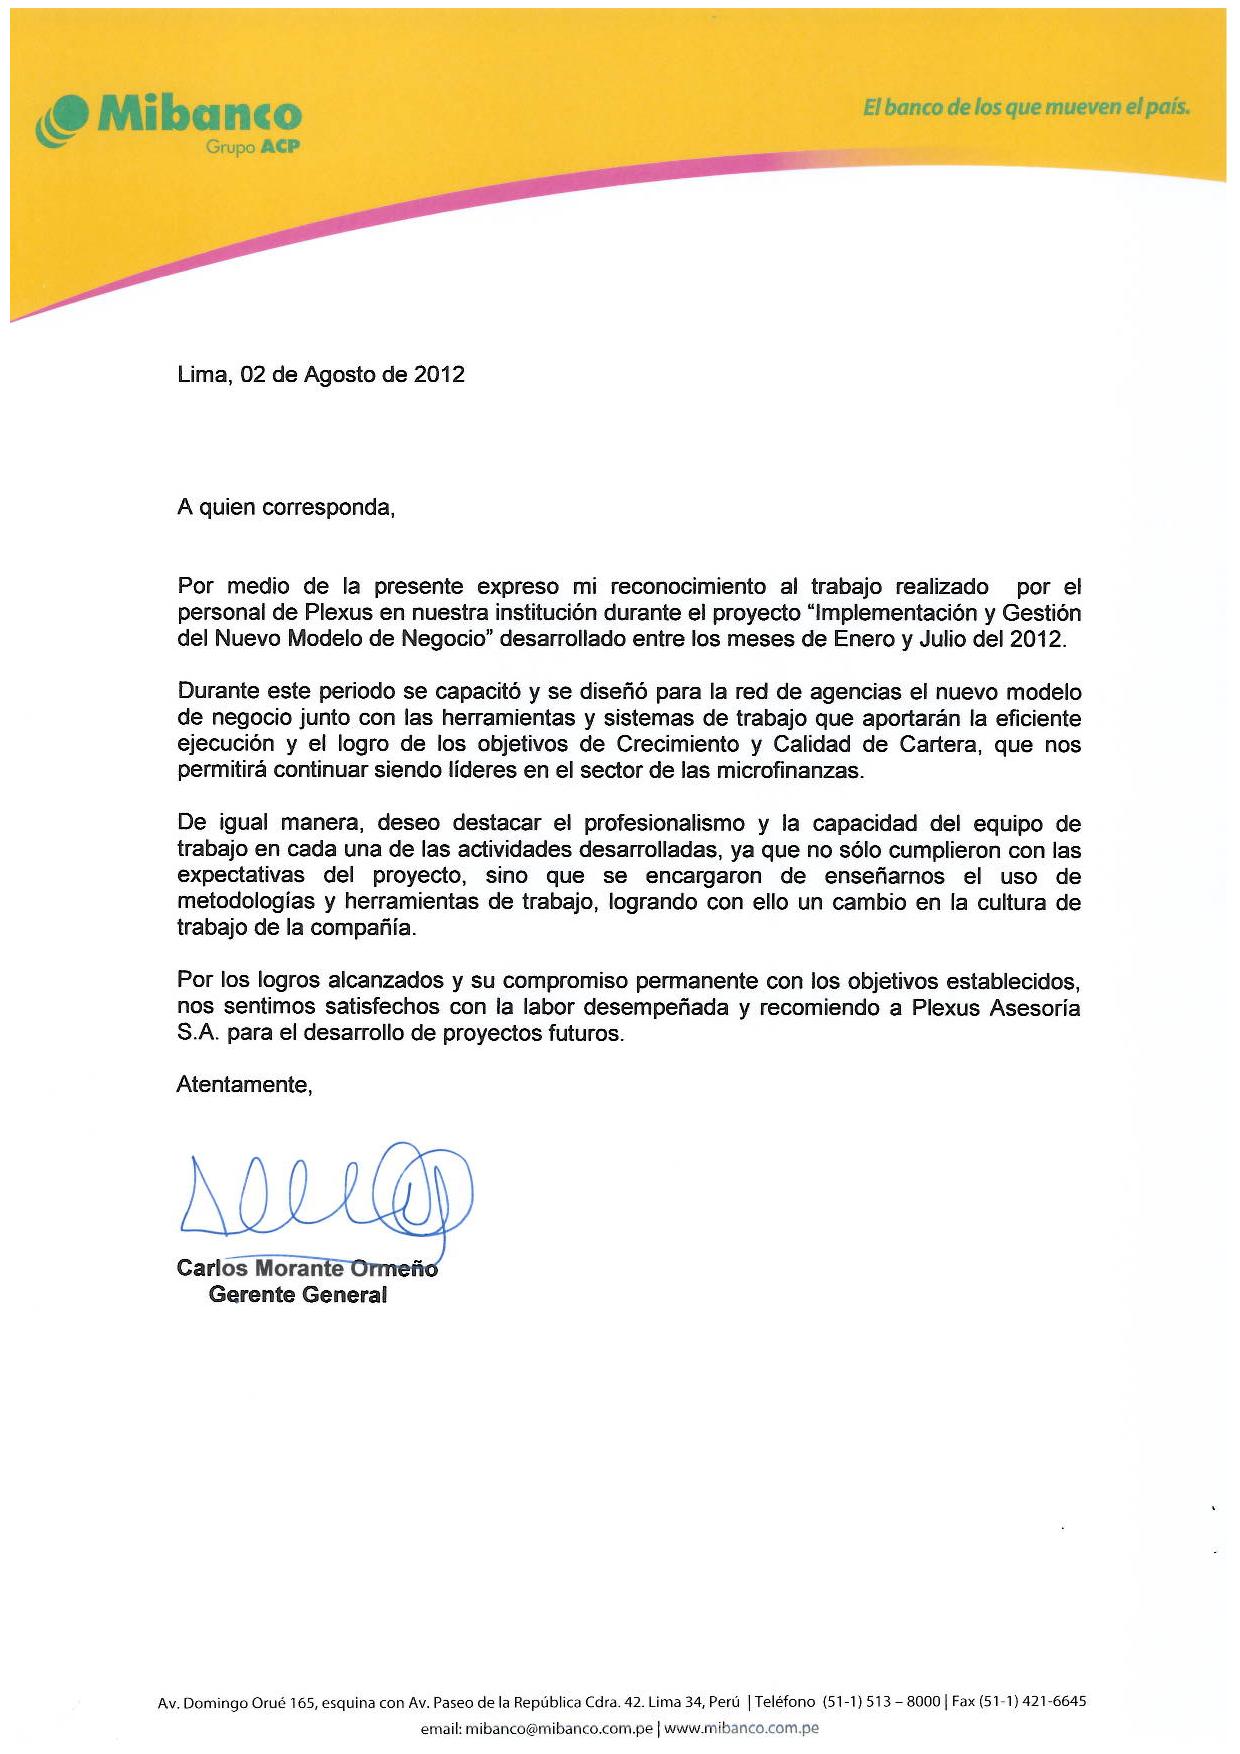 Mibanco
Grupo ACP
El banco de los que mueven el país.
Lima, 02 de Agosto de 2012
A quien corresponda,
Por medio de la presente expreso mi reconocimiento al trabajo realizado por el
personal de Plexus en nuestra institución durante el proyecto “Implementación y Gestión
del Nuevo Modelo de Negocio” desarrollado entre los meses de Enero y Julio del 2012.
Durante este periodo se capacitó y se diseñó para la red de agencias el nuevo modelo
de negocio junto con las herramientas y sistemas de trabajo que aportarán la eficiente
ejecución y el logro de los objetivos de Crecimiento y Calidad de Cartera, que nos
permitirá continuar siendo líderes en el sector de las microfinanzas.
De igual manera, deseo destacar el profesionalismo y la capacidad del equipo de
trabajo en cada una de las actividades desarrolladas, ya que no sólo cumplieron con las
expectativas del proyecto, sino que se encargaron de enseñarnos el uso de
metodologías y herramientas de trabajo, logrando con ello un cambio en la cultura de
trabajo de la compañía.
Por los logros alcanzados y su compromiso permanente con los objetivos establecidos,
nos sentimos satisfechos con la labor desempeñada y recomiendo a Plexus Asesoría
S.A. para el desarrollo de proyectos futuros.
Atentamente,
Carlos Morante Ormeño
Gerente General
Av. Domingo Orué 165, esquina con Av. Paseo de la República Cdra. 42. Lima 34, Perú | Teléfono (51-1) 513 – 8000 | Fax (51-1) 421-6645
email: mibanco@mibanco.com.pe | www.mibanco.com.pe